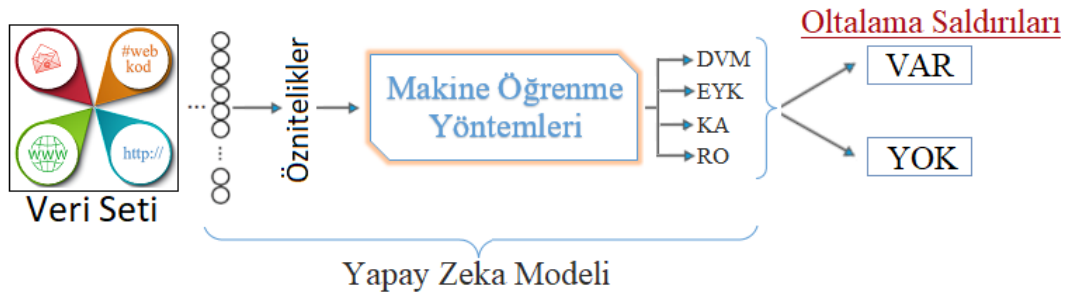 #web
kod
www
http://
Veri Seti
Öznitelikler
Makine Öğrenme
Yöntemleri
DVM
EYK
KA
RO
Oltalama Saldırıları
VAR
YOK
Yapay Zeka Modeli